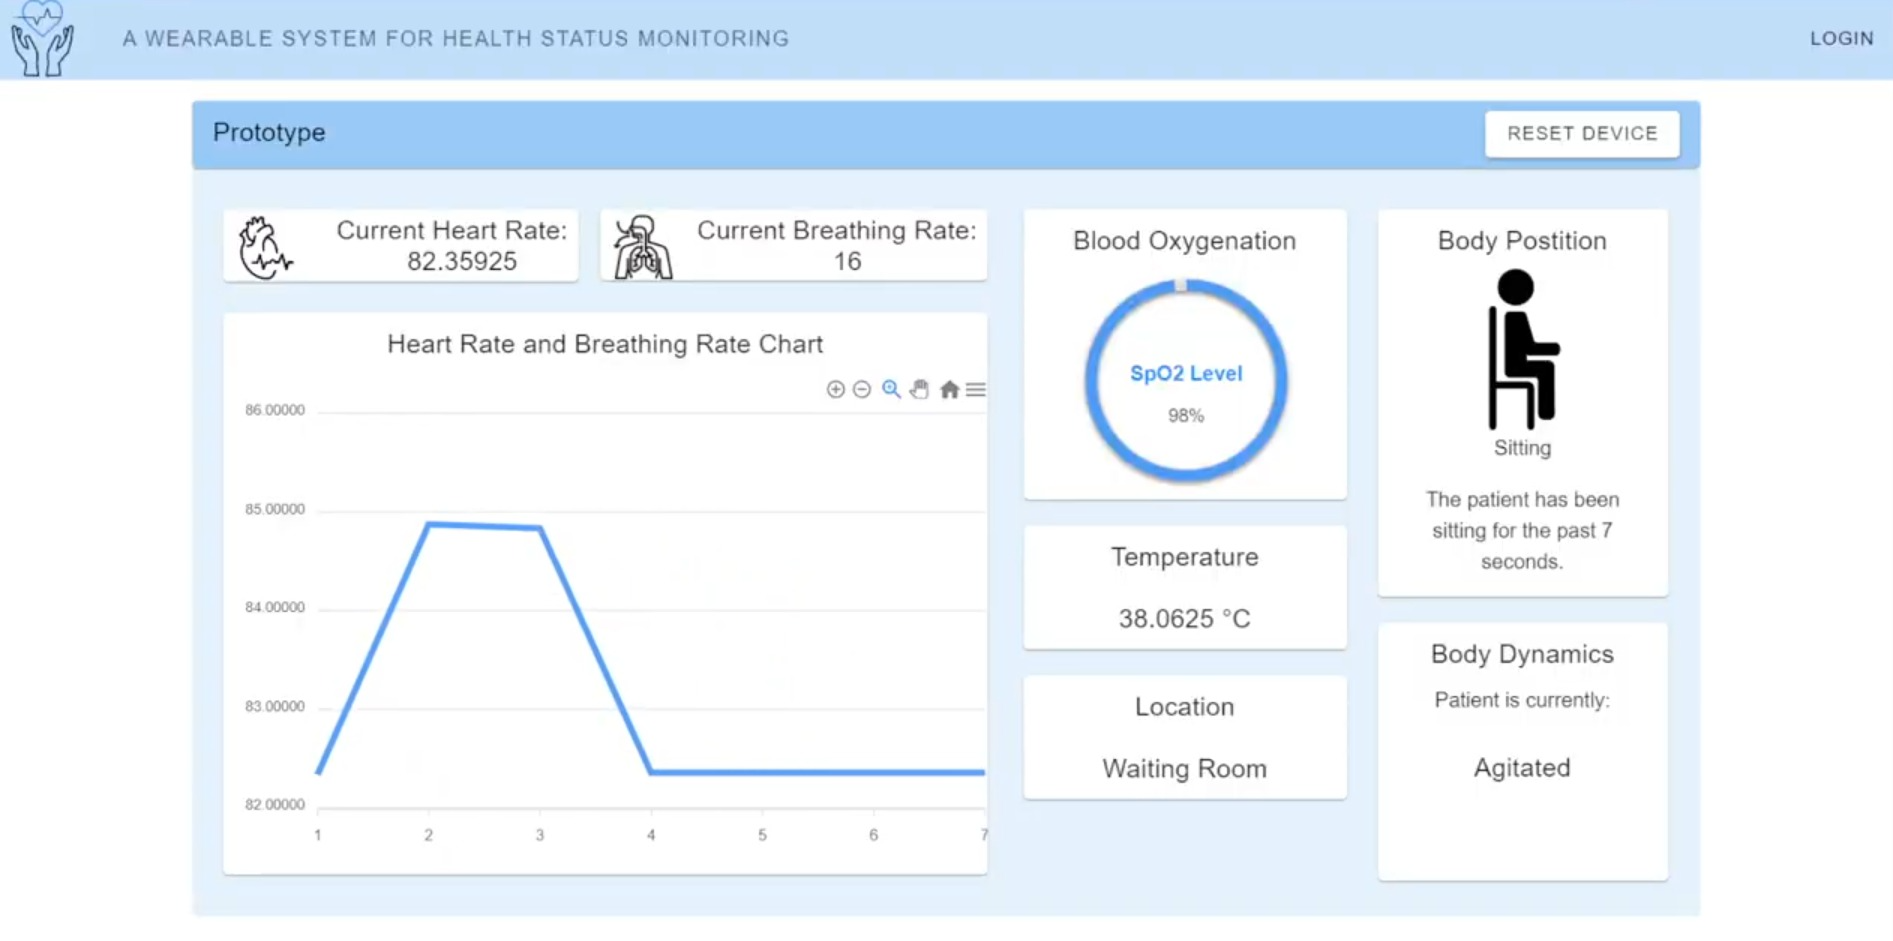 A WEARABLE SYSTEM FOR HEALTH STATUS MONITORING
LOGIN
Prototype
RESET DEVICE
Current Heart Rate:
82.35925
Current Breathing Rate:
16
Heart Rate and Breathing Rate Chart
86.00000
85.00000
84.00000
83.00000
82.00000
1 2 3 4 5 6 7
Blood Oxygenation
SpO2 Level
98%
Temperature
38.0625 °C
Location
Waiting Room
Body Postition
Sitting
The patient has been
sitting for the past 7
seconds.
Body Dynamics
Patient is currently:
Agitated